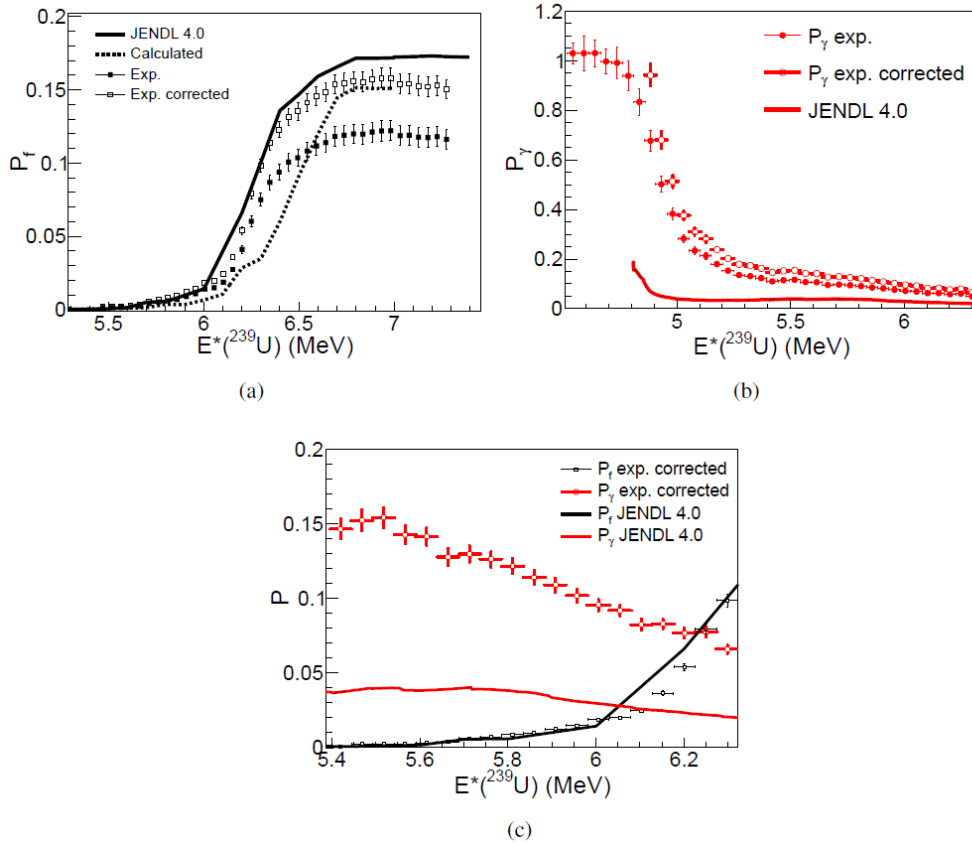 JENDL 4.0
Calculated
Exp.
Exp. corrected
P_f
0.2
0.15
0.1
0.05
0
5.5 6 6.5 7
E*(²³⁹U) (MeV)
(a)
P_γ exp.
P_γ exp. corrected
JENDL 4.0
P_γ
1.2
1
0.8
0.6
0.4
0.2
0
5 5.5 6
E*(²³⁹U) (MeV)
(b)
P_f exp. corrected
P_γ exp. corrected
P_f JENDL 4.0
P_γ JENDL 4.0
P
0.2
0.15
0.1
0.05
0
5.4 5.6 5.8 6 6.2
E*(²³⁹U) (MeV)
(c)